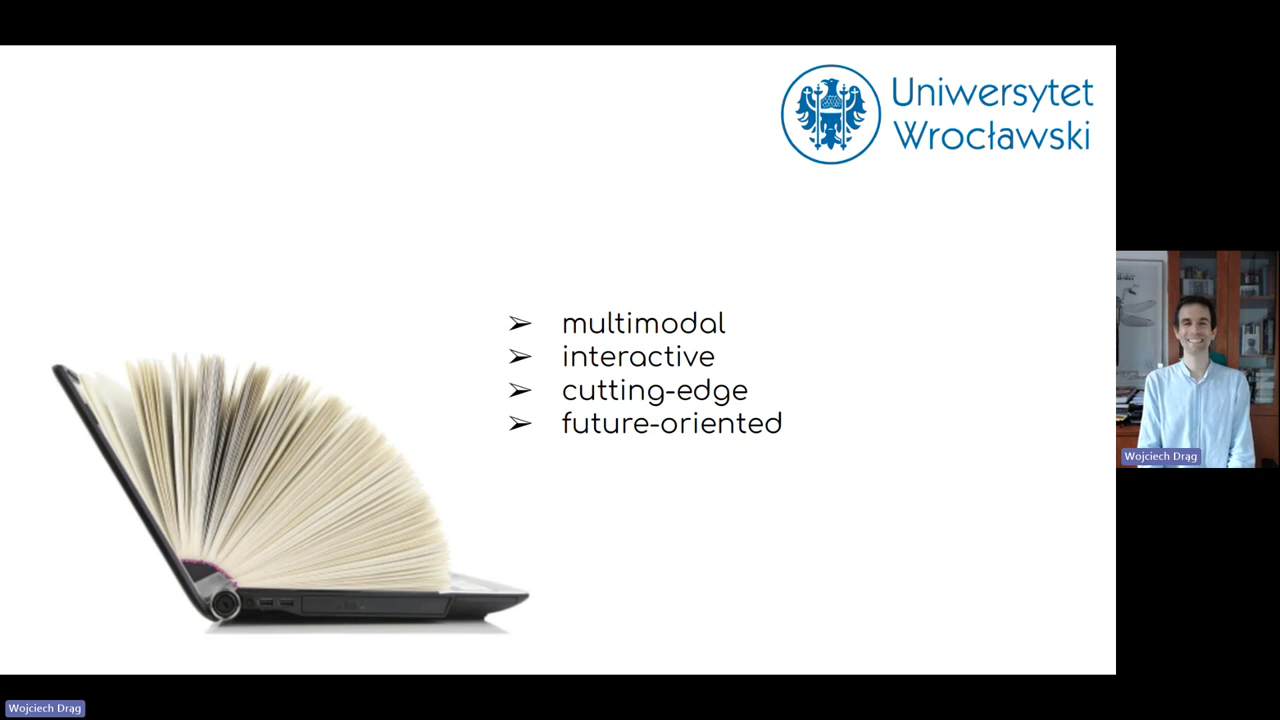 Uniwersytet
Wrocławski
➢ multimodal
➢ interactive
➢ cutting-edge
➢ future-oriented
Wojciech Drąg
Wojciech Drąg